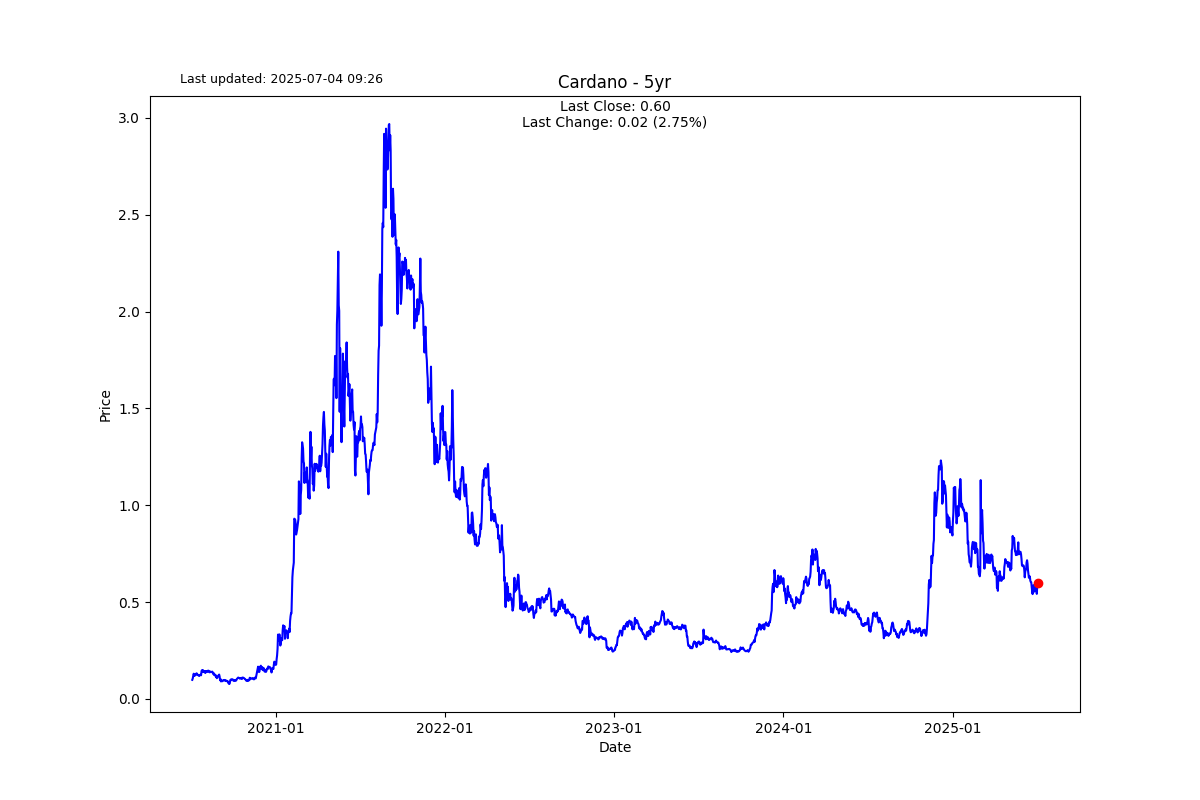 Last updated: 2025-07-04 09:26
Cardano - 5yr
Last Close: 0.60
Last Change: 0.02 (2.75%)
3.0
2.5
2.0
1.5
1.0
0.5
0.0
Price
2021-01
2022-01
2023-01
2024-01
2025-01
Date